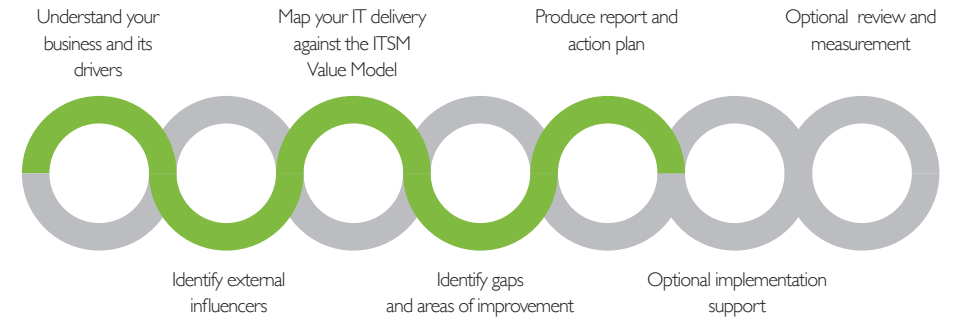 Understand your
business and its
drivers
Map your IT delivery
against the ITSM
Value Model
Produce report and
action plan
Optional review and
measurement
Identify external
influencers
Identify gaps
and areas of improvement
Optional implementation
support